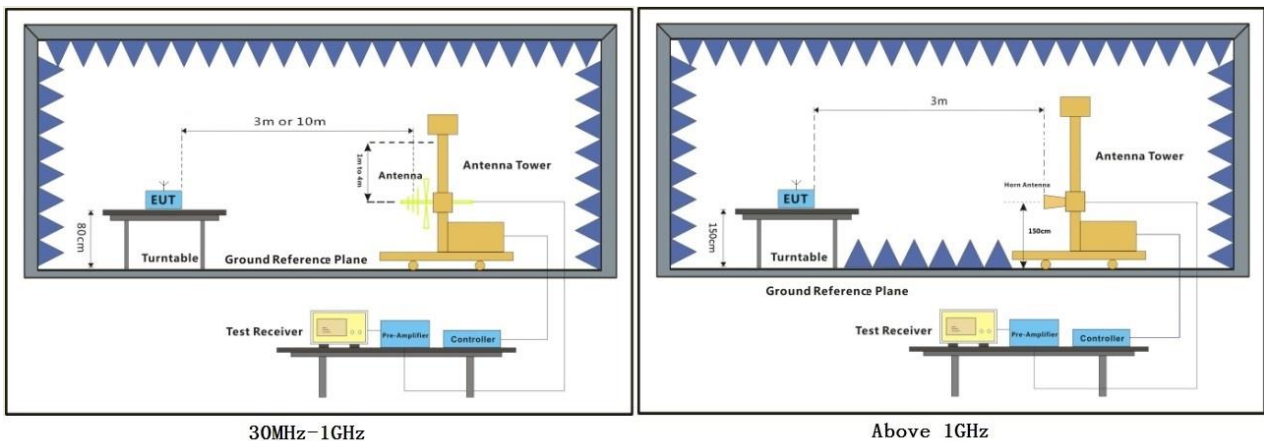 3m or 10m
1m to 4m
Antenna
Antenna Tower
EUT
80cm
Turntable
Ground Reference Plane
Test Receiver
Pre-Amplifier
Controller
30MHz-1GHz
3m
Antenna Tower
Horn Antenna
EUT
150cm
150cm
Turntable
Ground Reference Plane
Test Receiver
Pre-Amplifier
Controller
Above 1GHz